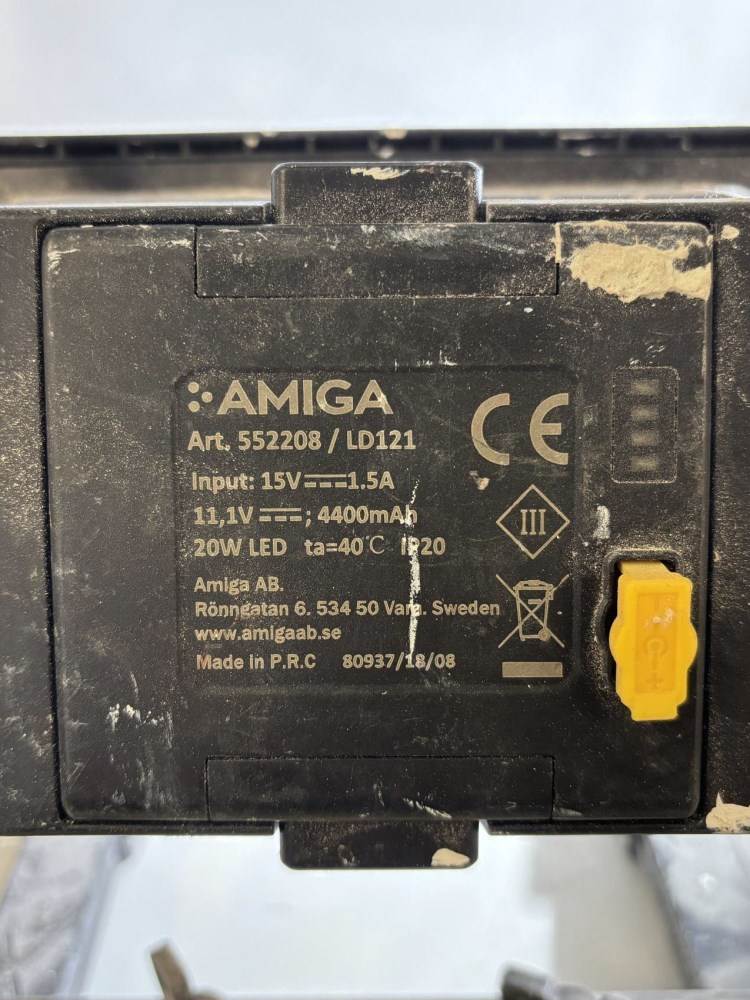 AMIGA
Art. 552208 / LD121
Input: 15V⎓1.5A
11,1V⎓; 4400mAh
20W LED ta=40℃ IP20
Amiga AB.
Rönngatan 6. 534 50 Vara. Sweden
www.amigaab.se
Made in P.R.C 80937/18/08
CE
III